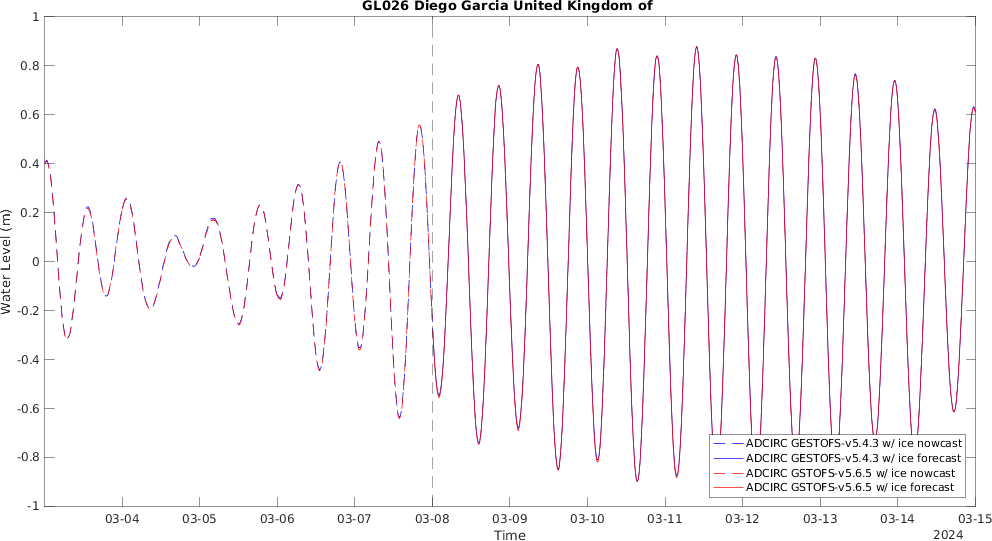 GL026 Diego Garcia United Kingdom of
1
0.8
0.6
0.4
0.2
0
-0.2
-0.4
-0.6
-0.8
-1
Water Level (m)
ADCIRC GESTOFS-v5.4.3 w/ ice nowcast
ADCIRC GESTOFS-v5.4.3 w/ ice forecast
ADCIRC GSTOFS-v5.6.5 w/ ice nowcast
ADCIRC GSTOFS-v5.6.5 w/ ice forecast
03-04 03-05 03-06 03-07 03-08 03-09 03-10 03-11 03-12 03-13 03-14 03-15
Time
2024